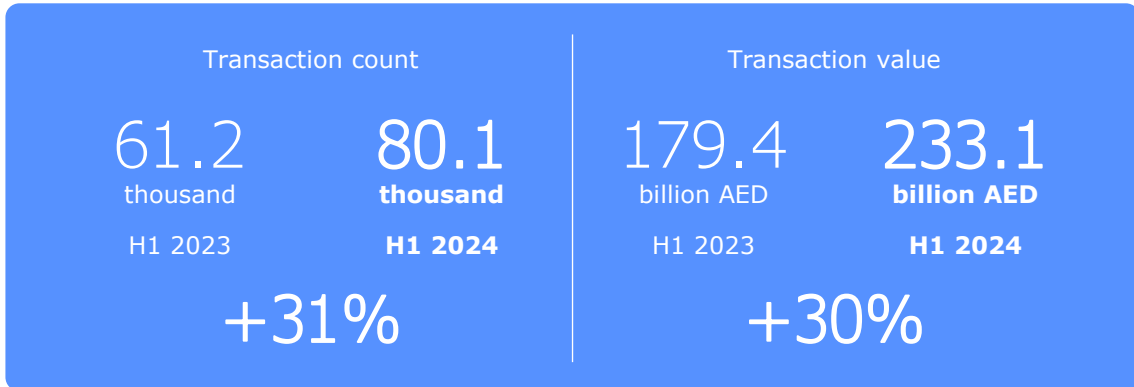 Transaction count
61.2
thousand
H1 2023
80.1
thousand
H1 2024
+31%
Transaction value
179.4
billion AED
H1 2023
233.1
billion AED
H1 2024
+30%